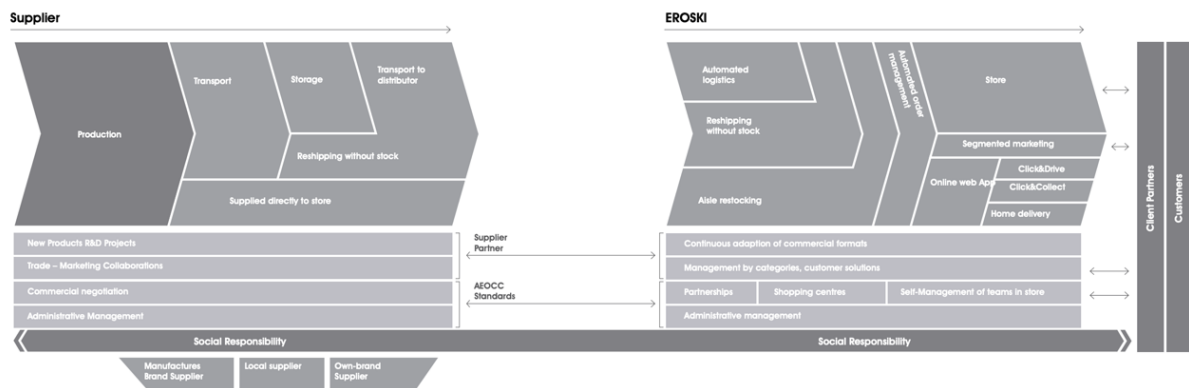 Supplier
EROSKI
Production
Transport
Storage
Transport to
distributor
Reshipping without stock
Supplied directly to store
Automated
logistics
Reshipping
without stock
Aisle restocking
Automated order
management
Store
Segmented marketing
Online web App
Click&Drive
Click&Collect
Home delivery
Client Partners
Customers
New Products R&D Projects
Trade – Marketing Collaborations
Commercial negotiation
Administrative Management
Supplier
Partner
AEOCC
Standards
Continuous adaption of commercial formats
Management by categories, customer solutions
Partnerships
Shopping centres
Self-Management of teams in store
Administrative management
Social Responsibility
Social Responsibility
Manufactures
Brand Supplier
Local supplier
Own-brand
Supplier